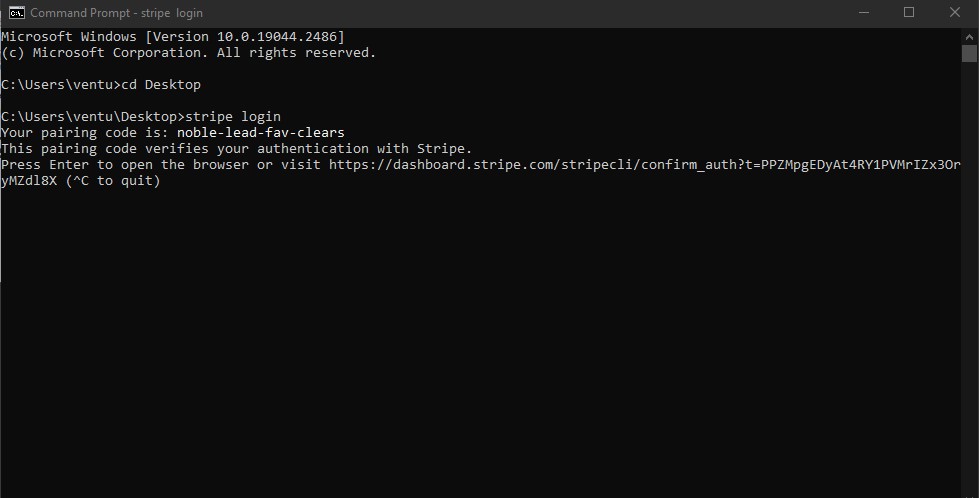 Command Prompt - stripe login
Microsoft Windows [Version 10.0.19044.2486]
(c) Microsoft Corporation. All rights reserved.
C:\Users\ventu>cd Desktop
C:\Users\ventu\Desktop>stripe login
Your pairing code is: noble-lead-fav-clears
This pairing code verifies your authentication with Stripe.
Press Enter to open the browser or visit https://dashboard.stripe.com/stripecli/confirm_auth?t=PPZMpgEDyAt4RY1PVMrIZx3Or
yMZdl8X (^C to quit)